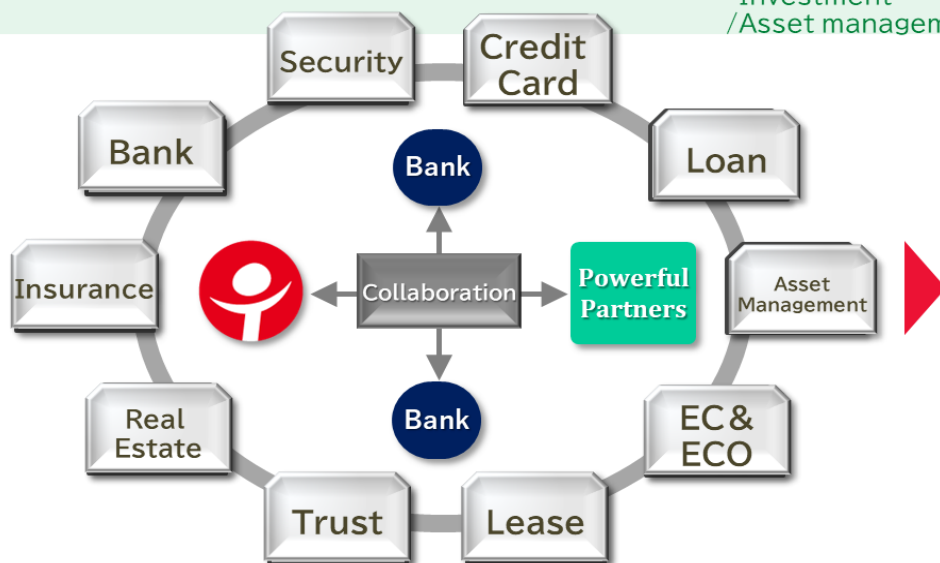 Investment
/Asset managem
Security
Credit
Card
Bank
Bank
Loan
Insurance
Collaboration
Powerful
Partners
Asset
Management
Real
Estate
Bank
EC &
ECO
Trust
Lease